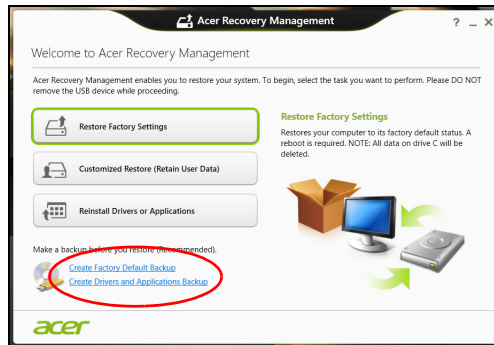 Acer Recovery Management
? _ X
Welcome to Acer Recovery Management
Acer Recovery Management enables you to restore your system. To begin, select the task you want to perform. Please DO NOT
remove the USB device while proceeding.
Restore Factory Settings
Customized Restore (Retain User Data)
Reinstall Drivers or Applications
Restore Factory Settings
Restores your computer to its factory default status. A
reboot is required. NOTE: All data on drive C will be
deleted.
Make a backup before you restore (Recommended).
Create Factory Default Backup
Create Drivers and Applications Backup
acer